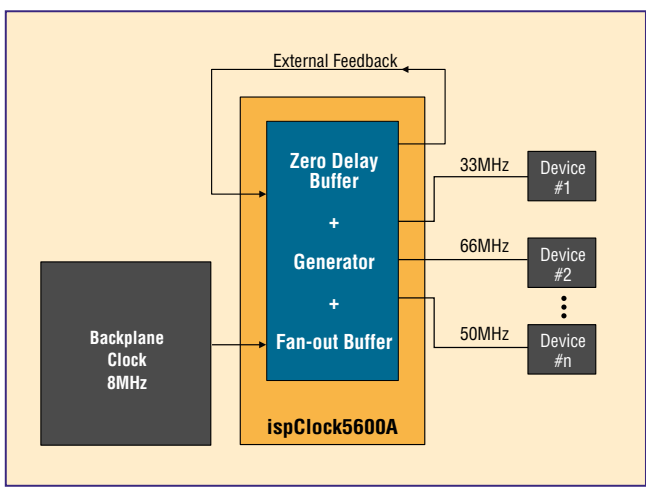 External Feedback
Zero Delay
Buffer
+
Generator
+
Fan-out Buffer
ispClock5600A
Backplane
Clock
8MHz
33MHz
Device
#1
66MHz
Device
#2
50MHz
Device
#n